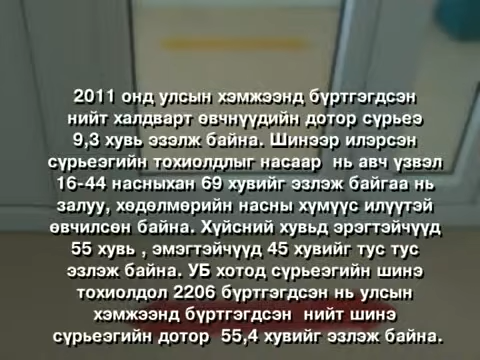 2011 онд улсын хэмжээнд бүртгэгдсэн
нийт халдварт өвчнүүдийн дотор сүрьеэ
9,3 хувь эзэлж байна. Шинээр илэрсэн
сүрьеэгийн тохиолдлыг насаар нь авч үзвэл
16-44 насныхан 69 хувийг эзлэж байгаа нь
залуу, хөдөлмөрийн насны хүмүүс илүүтэй
өвчилсөн байна. Хүйсний хувьд эрэгтэйчүүд
55 хувь , эмэгтэйчүүд 45 хувийг тус тус
эзлэж байна. УБ хотод сүрьеэгийн шинэ
тохиолдол 2206 бүртгэгдсэн нь улсын
хэмжээнд бүртгэгдсэн нийт шинэ
сүрьеэгийн дотор 55,4 хувийг эзлэж байна.